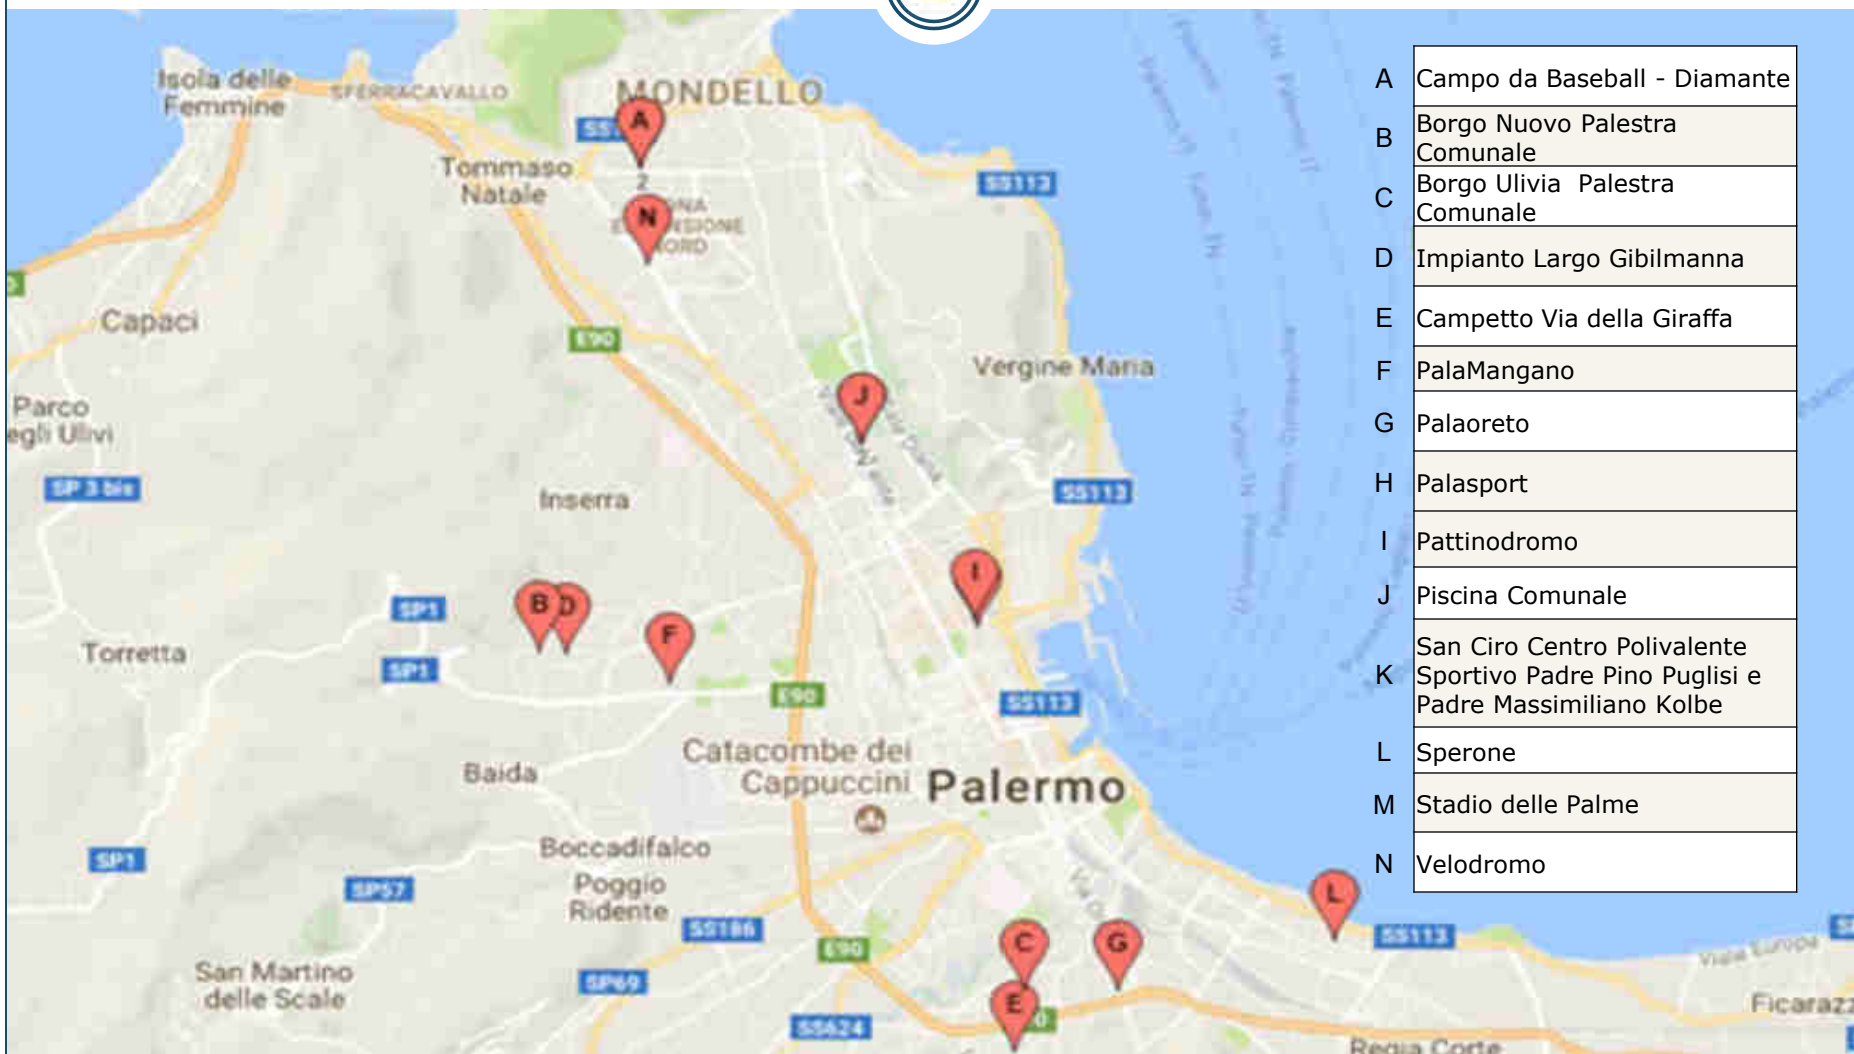 Isola delle
Femmine
SFERRACAVALLO
MONDELLO
A
Tommaso
Natale
2
N
NORD
SS113
Capaci
E90
Vergine Maria
Parco
egli Ulivi
J
SP 3 bis
Inserra
SS113
I
B
D
SP1
F
Torretta
SP1
E90
SS113
Catacombe dei
Cappuccini
Palermo
Baida
Boccadifalco
SP1
Poggio
Ridente
SP57
SS186
E90
C
G
L
SS113
Viale Europa
San Martino
delle Scale
SP69
E
Ficaraz
SS624
Regia Corte
A Campo da Baseball - Diamante
B Borgo Nuovo Palestra
Comunale
C Borgo Ulivia Palestra
Comunale
D Impianto Largo Gibilmanna
E Campetto Via della Giraffa
F PalaMangano
G Palaoreto
H Palasport
I Pattinodromo
J Piscina Comunale
K San Ciro Centro Polivalente
Sportivo Padre Pino Puglisi e
Padre Massimiliano Kolbe
L Sperone
M Stadio delle Palme
N Velodromo